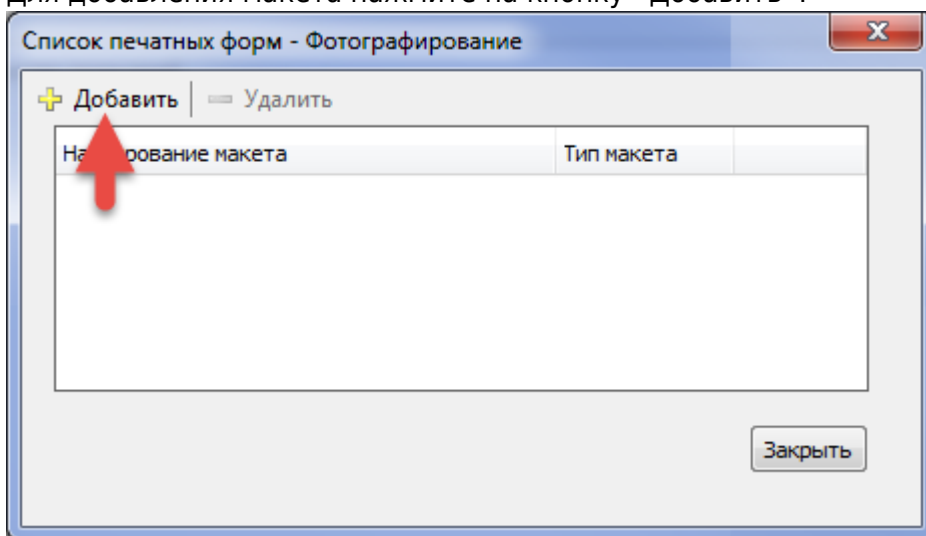 Для добавления макета нажмите на кнопку "Добавить".
Список печатных форм - Фотографирование
Добавить Удалить
макета Тип макета
Закрыть